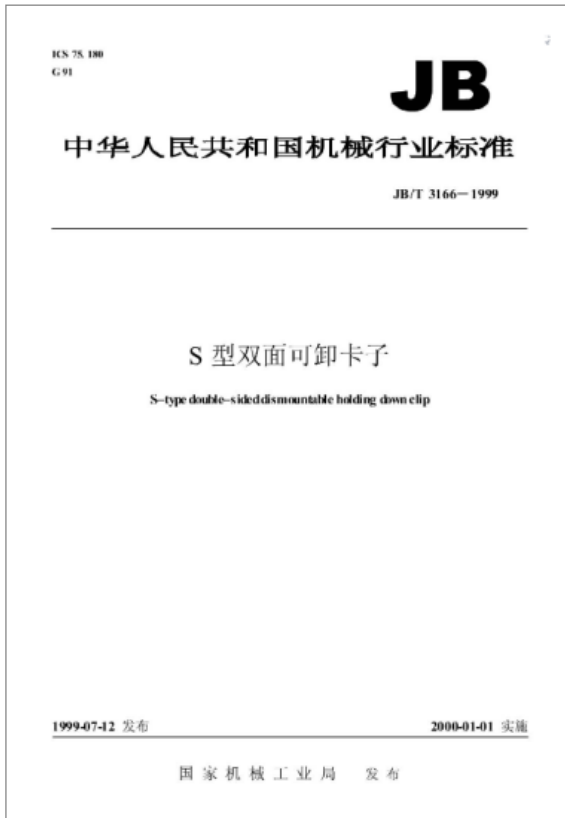 ICS 75.180
G 91
JB
中华人民共和国机械行业标准
JB/T 3166－1999
S 型双面可卸卡子
S–type double–sided dismountable holding down clip
1999-07-12 发布
2000-01-01 实施
国家机械工业局 发布